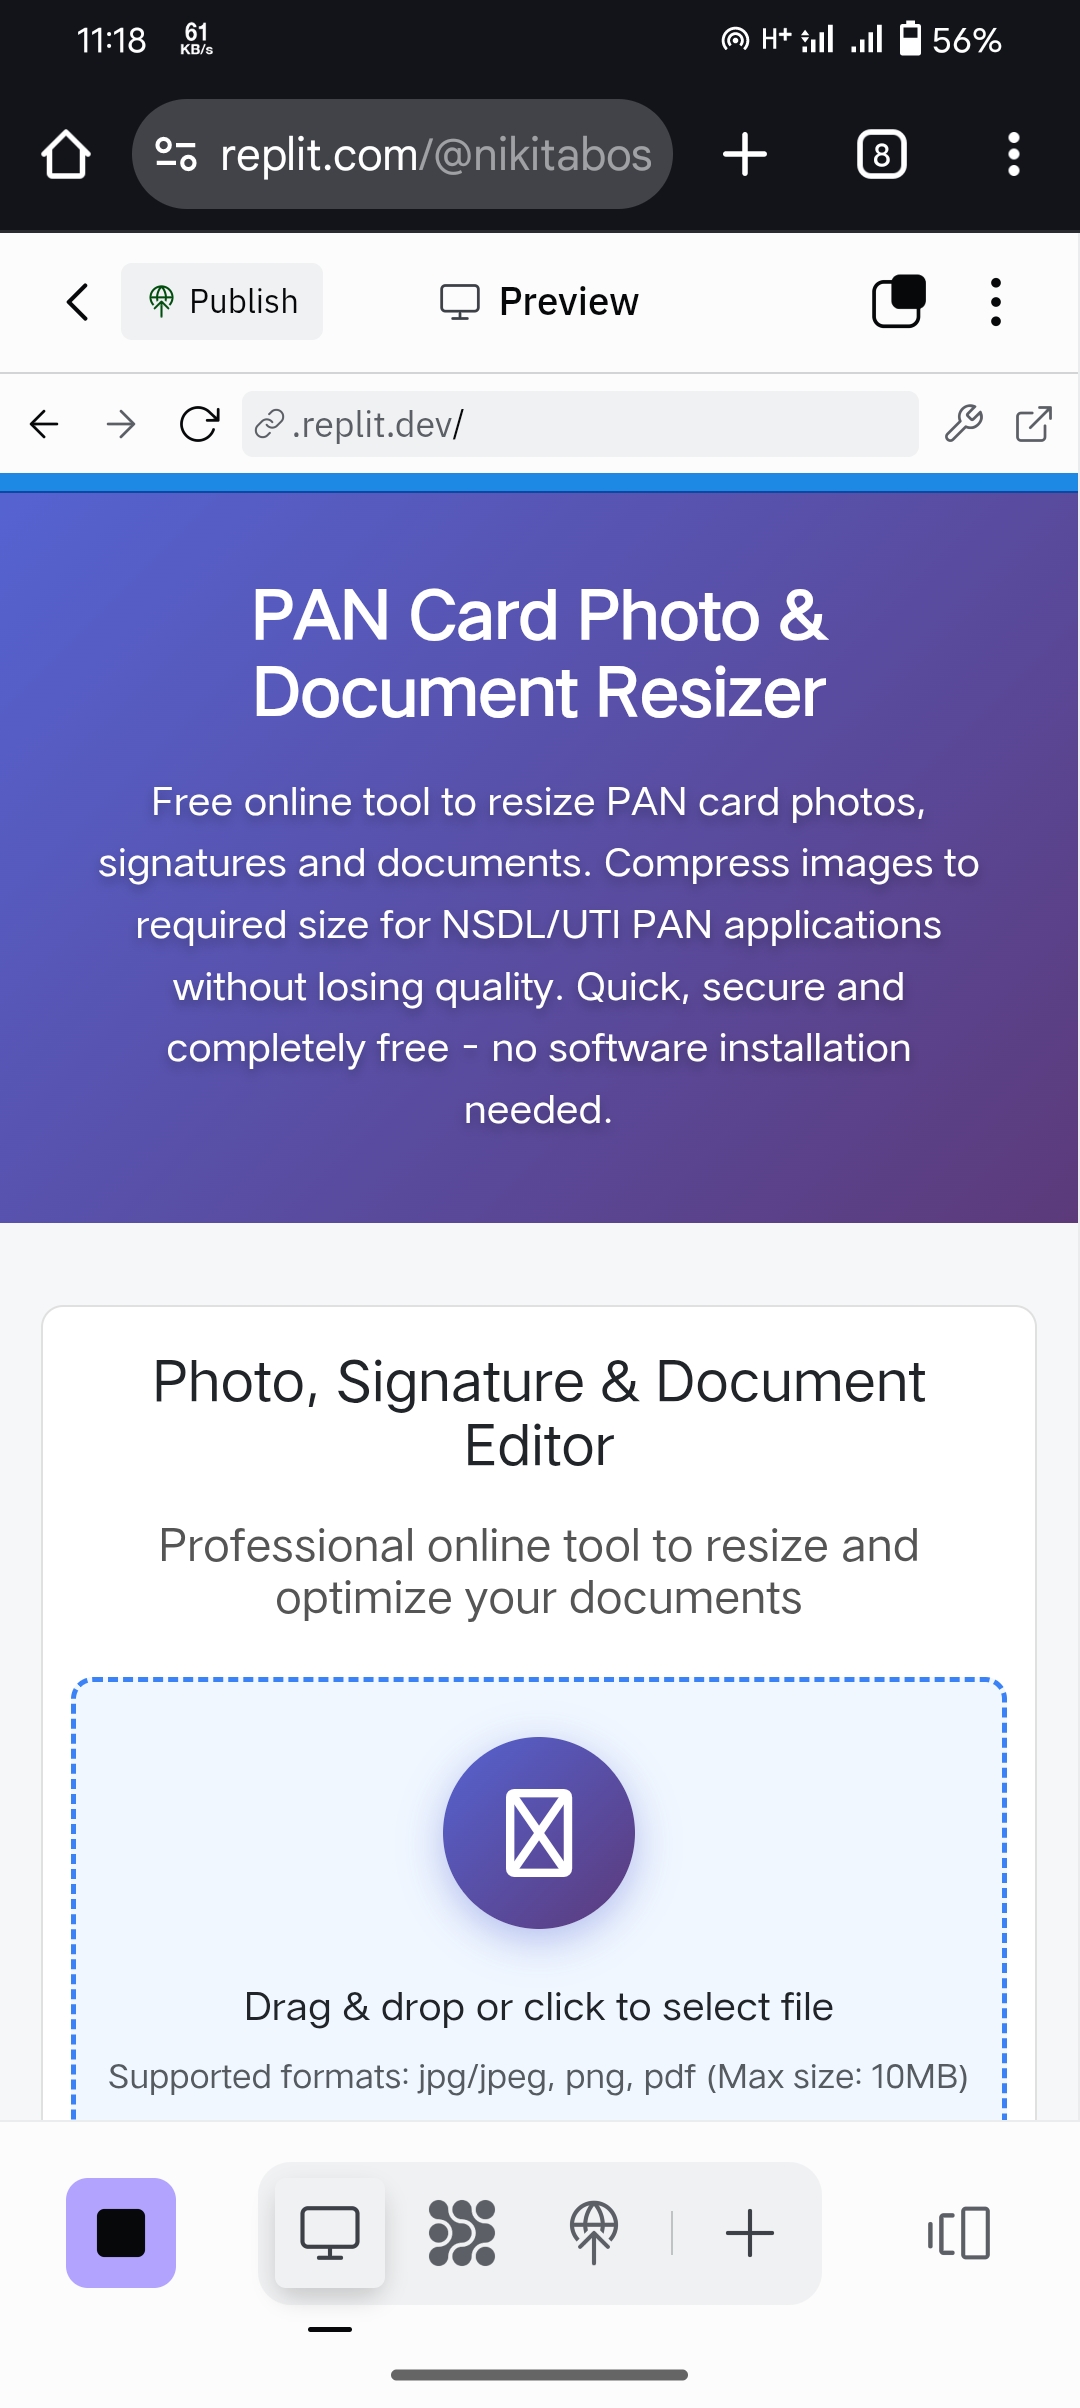 11:18
61
KB/s
H+
56%
replit.com/@nikitabos
8
Publish
Preview
.replit.dev/
PAN Card Photo &
Document Resizer
Free online tool to resize PAN card photos,
signatures and documents. Compress images to
required size for NSDL/UTI PAN applications
without losing quality. Quick, secure and
completely free - no software installation
needed.
Photo, Signature & Document
Editor
Professional online tool to resize and
optimize your documents
Drag & drop or click to select file
Supported formats: jpg/jpeg, png, pdf (Max size: 10MB)